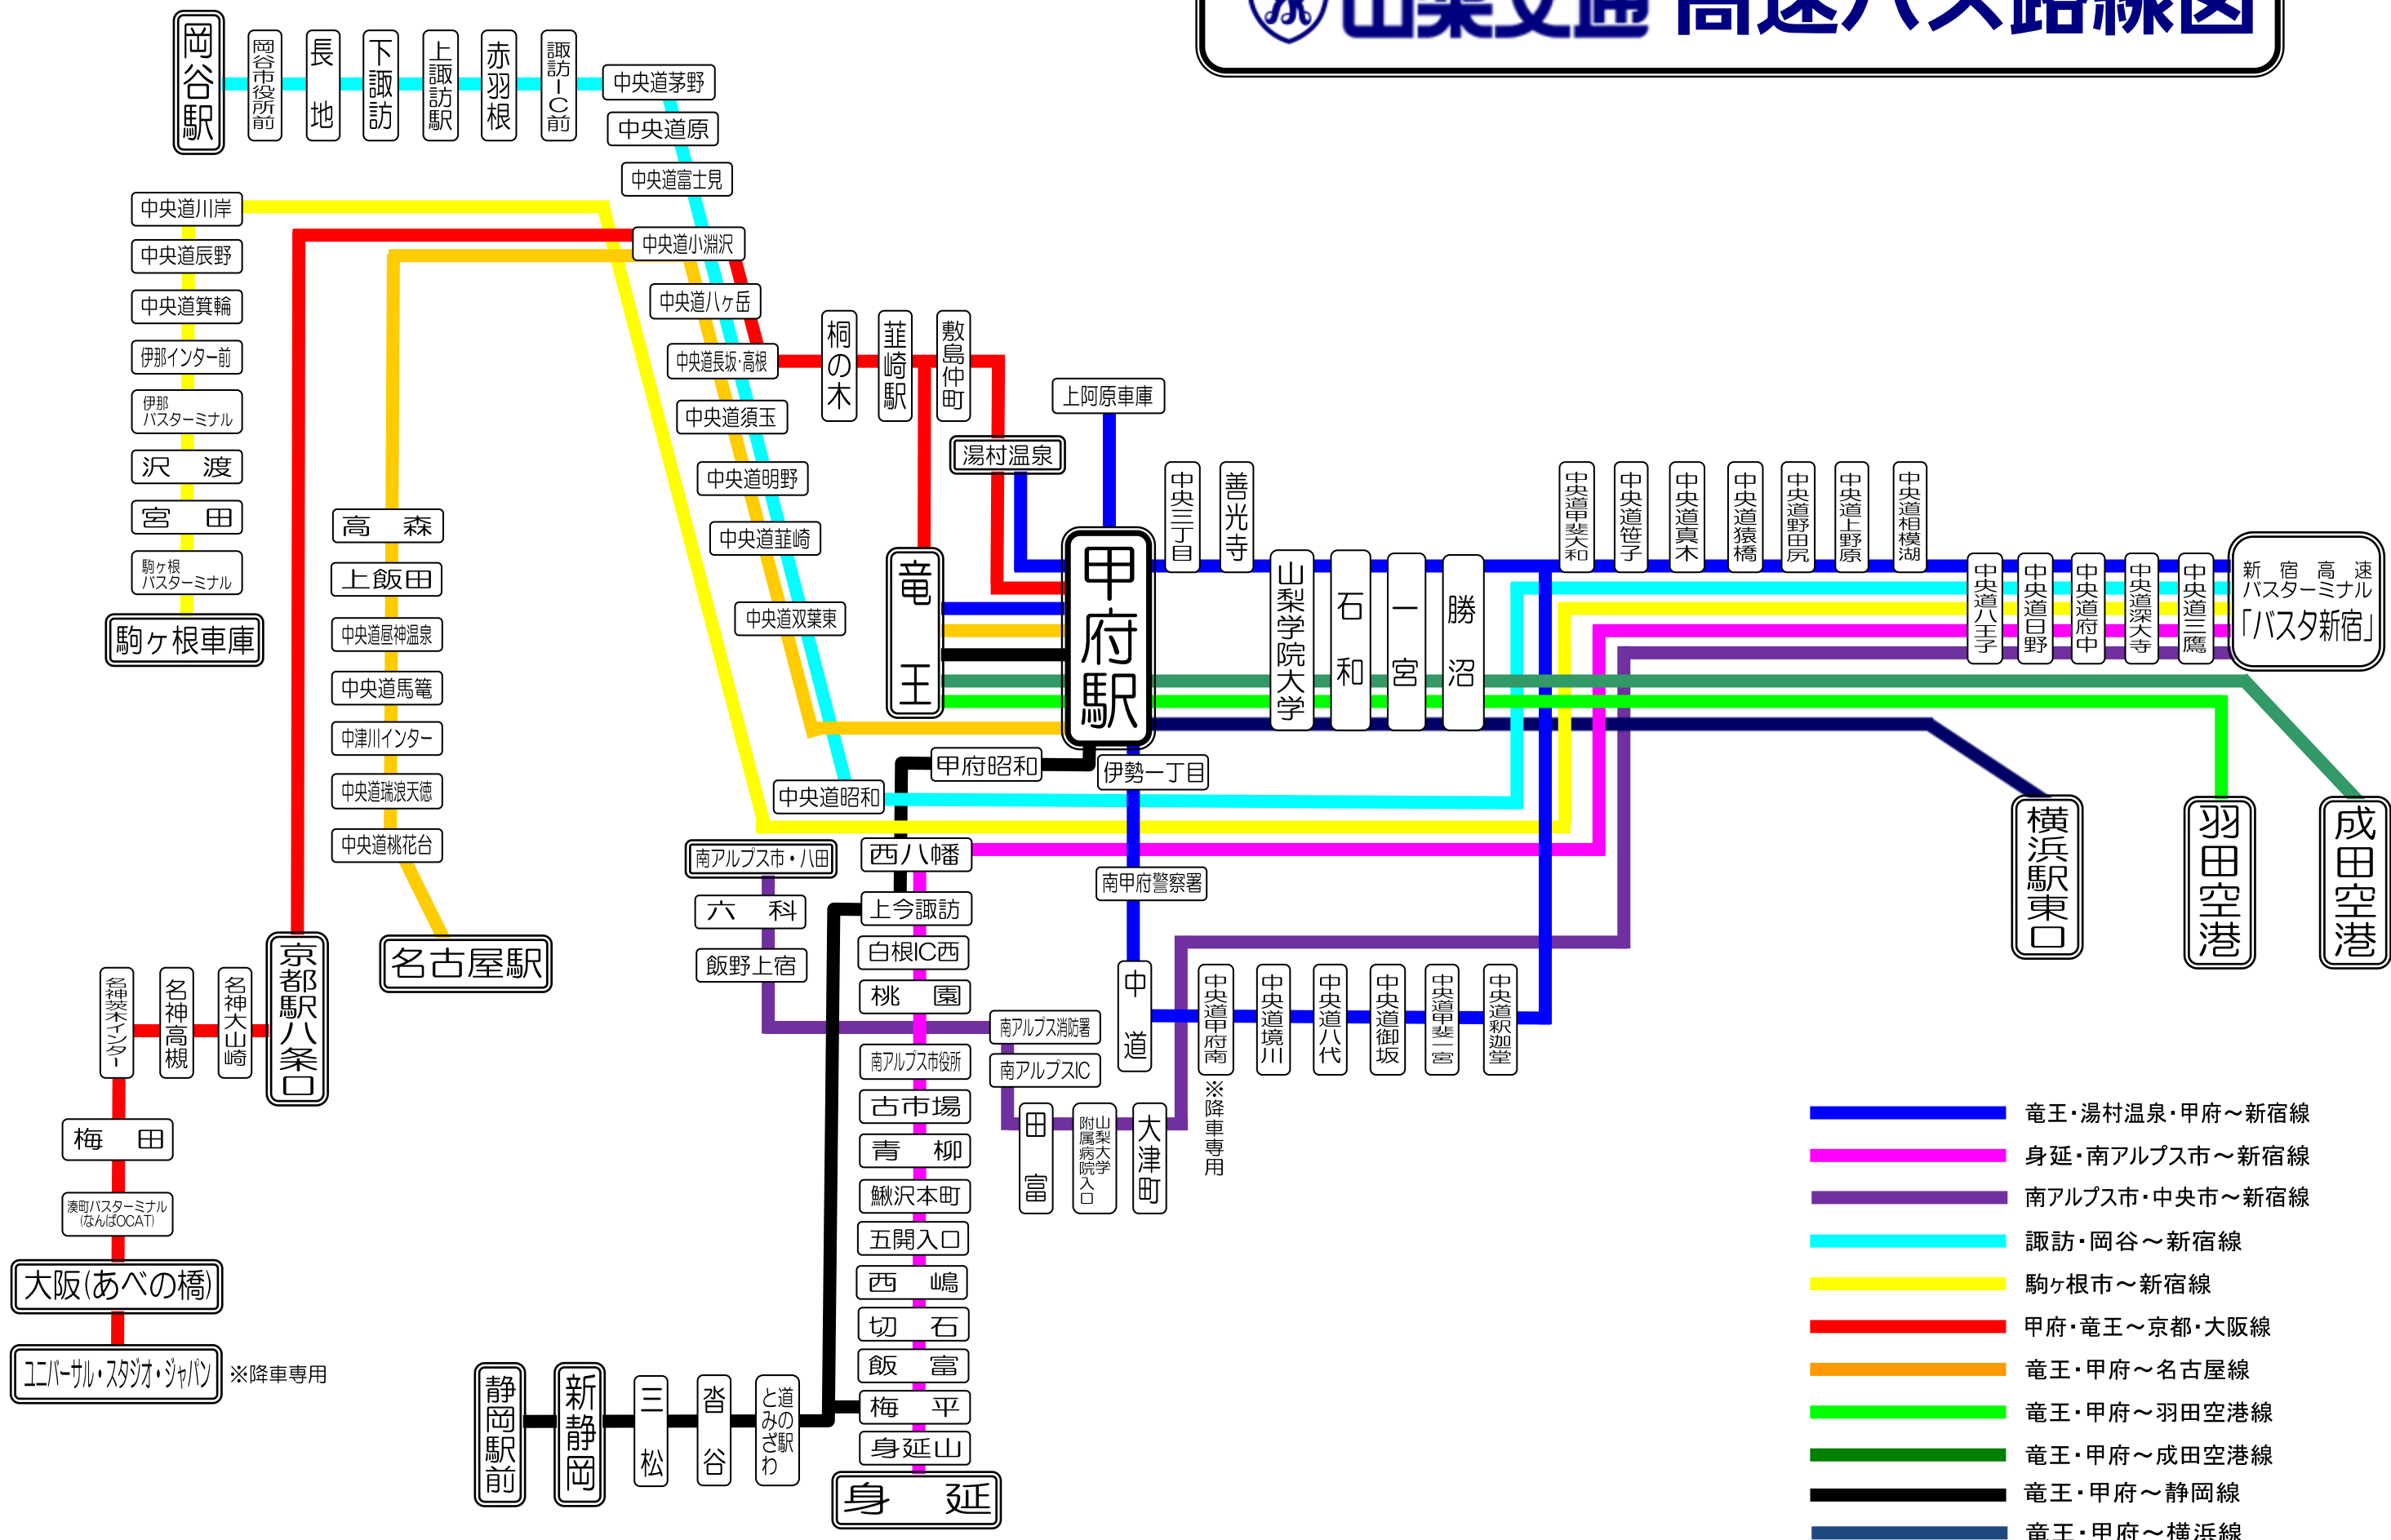 山梨交通 高速バス路線図
岡谷駅
岡谷市役所前
長地
下諏訪
上諏訪駅
赤羽根
諏訪IC前
中央道茅野
中央道原
中央道富士見
中央道川岸
中央道辰野
中央道箕輪
伊那インター前
伊那
バスターミナル
沢渡
宮田
駒ヶ根
バスターミナル
駒ヶ根車庫
中央道小淵沢
中央道八ヶ岳
中央道長坂・高根
中央道須玉
中央道明野
中央道韮崎
中央道双葉東
中央道昭和
桐の木
韮崎駅
敷島仲町
湯村温泉
上阿原車庫
竜王
甲府駅
中央三丁目
善光寺
山梨学院大学
石和
一宮
勝沼
中央道甲斐大和
中央道笹子
中央道真木
中央道猿橋
中央道野田尻
中央道上野原
中央道相模湖
中央道八王子
中央道日野
中央道府中
中央道深大寺
中央道三鷹
新宿高速
バスターミナル
「バスタ新宿」
高森
上飯田
中央道昼神温泉
中央道馬篭
中津川インター
中央道瑞浪天徳
中央道桃花台
名古屋駅
京都駅八条口
名神大山崎
名神高槻
名神茨木インター
梅田
湊町バスターミナル
(なんばOCAT)
大阪(あべの橋)
ユニバーサル・スタジオ・ジャパン
※降車専用
甲府昭和
伊勢一丁目
南甲府警察署
中道
中央道甲府南
※降車専用
中央道境川
中央道八代
中央道御坂
中央道甲斐一宮
中央道釈迦堂
南アルプス市・八田
六科
飯野上宿
西八幡
上今諏訪
白根IC西
桃園
南アルプス市役所
古市場
青柳
鰍沢本町
五開入口
西嶋
切石
飯富
梅平
身延山
身延
南アルプス消防署
南アルプスIC
田富
山梨大学
附属病院入口
大津町
静岡駅前
新静岡
三松
沓谷
道の駅
とみざわ
横浜駅東口
羽田空港
成田空港
竜王・湯村温泉・甲府〜新宿線
身延・南アルプス市〜新宿線
南アルプス市・中央市〜新宿線
諏訪・岡谷〜新宿線
駒ヶ根市〜新宿線
甲府・竜王〜京都・大阪線
竜王・甲府〜名古屋線
竜王・甲府〜羽田空港線
竜王・甲府〜成田空港線
竜王・甲府〜静岡線
竜王・甲府〜横浜線